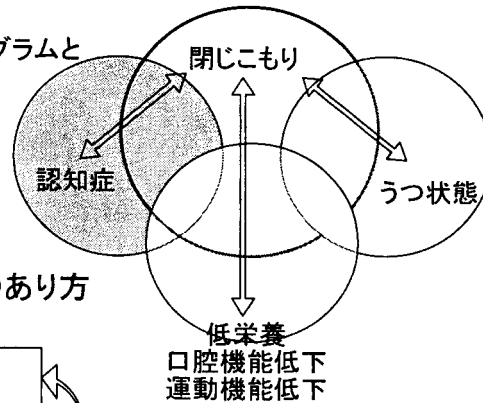 グラムと
閉じこもり
認知症
うつ状態
のあり方
低栄養
口腔機能低下
運動機能低下